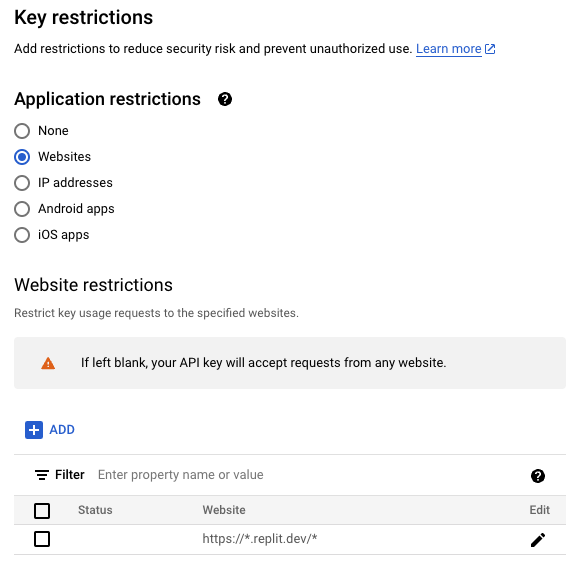 Key restrictions
Add restrictions to reduce security risk and prevent unauthorized use. Learn more
Application restrictions
None
Websites
IP addresses
Android apps
iOS apps
Website restrictions
Restrict key usage requests to the specified websites.
If left blank, your API key will accept requests from any website.
ADD
Filter Enter property name or value
Status Website Edit
https://*.replit.dev/*